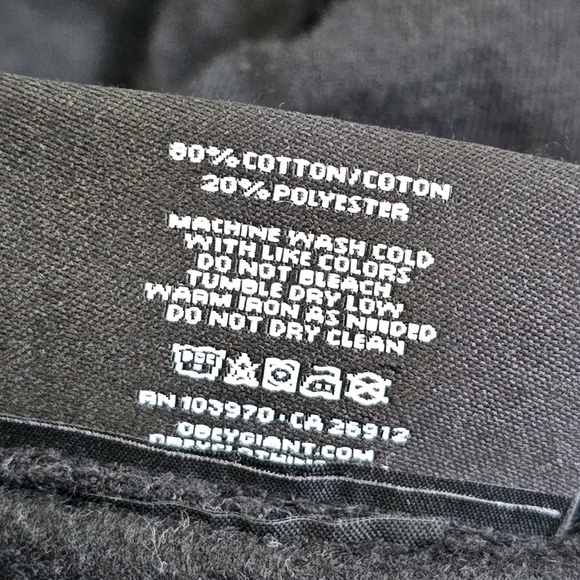 80% COTTON/COTON
20% POLYESTER
MACHINE WASH COLD
WITH LIKE COLORS
DO NOT BLEACH
TUMBLE DRY LOW
WARM IRON AS NEEDED
DO NOT DRY CLEAN
RN 103970 • CA 25912
OBEYGIANT.COM